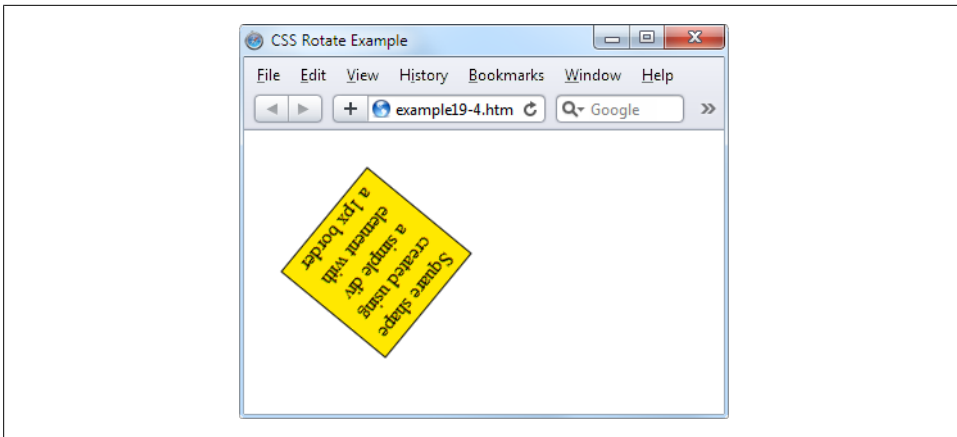 CSS Rotate Example
File Edit View History Bookmarks Window Help
+ example19-4.htm Google »
Square shape
created using
a simple div
element with
a 1px border